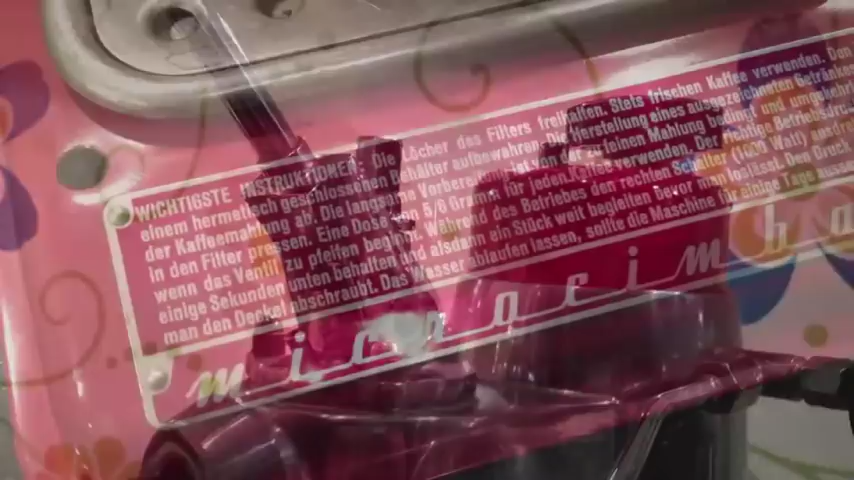 WICHTIGSTE INSTRUKTIONEN Die Löcher des Filters freihalten. Stets frischen Kaffee verwenden. Den
einem hermetisch geschlossenen Behälter aufbewahren. Die Herstellung eines ausgezeichneten Getränkes
der Kaffeemahlung ab. Die langsame Vorbereitung ist von der feinen Mahlung bedingt und umgekehrt
in den Filter pressen. Eine Dose von 5/6 Gramm für jeden Kaffee verwenden. Der richtige Betriebsdruck
wenn das Ventil zu pfeifen beginnt. Während des Betriebes den rechten Schalter (1000 Watt) ausdre
einige Sekunden unten behalten und alsdann ein Stück weit begleiten bevor man loslässt. Den Druck
man den Deckel abschraubt. Das Wasser ablaufen lassen, sollte die Maschine für einige Tage ausse
microcimba